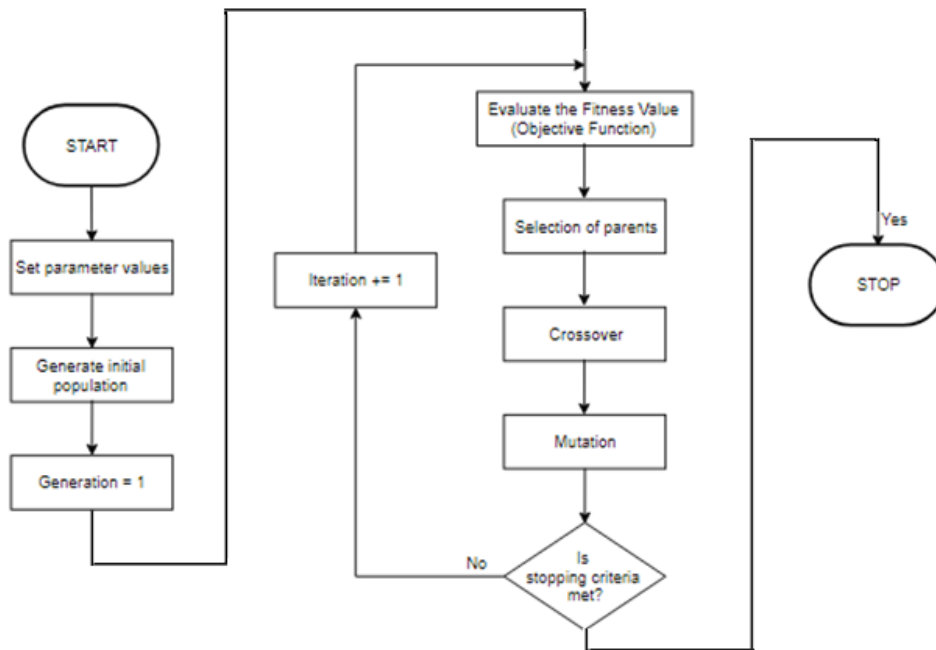 START
Set parameter values
Generate initial
population
Generation = 1
Evaluate the Fitness Value
(Objective Function)
Selection of parents
Crossover
Mutation
Is
stopping criteria
met?
No
Iteration += 1
Yes
STOP